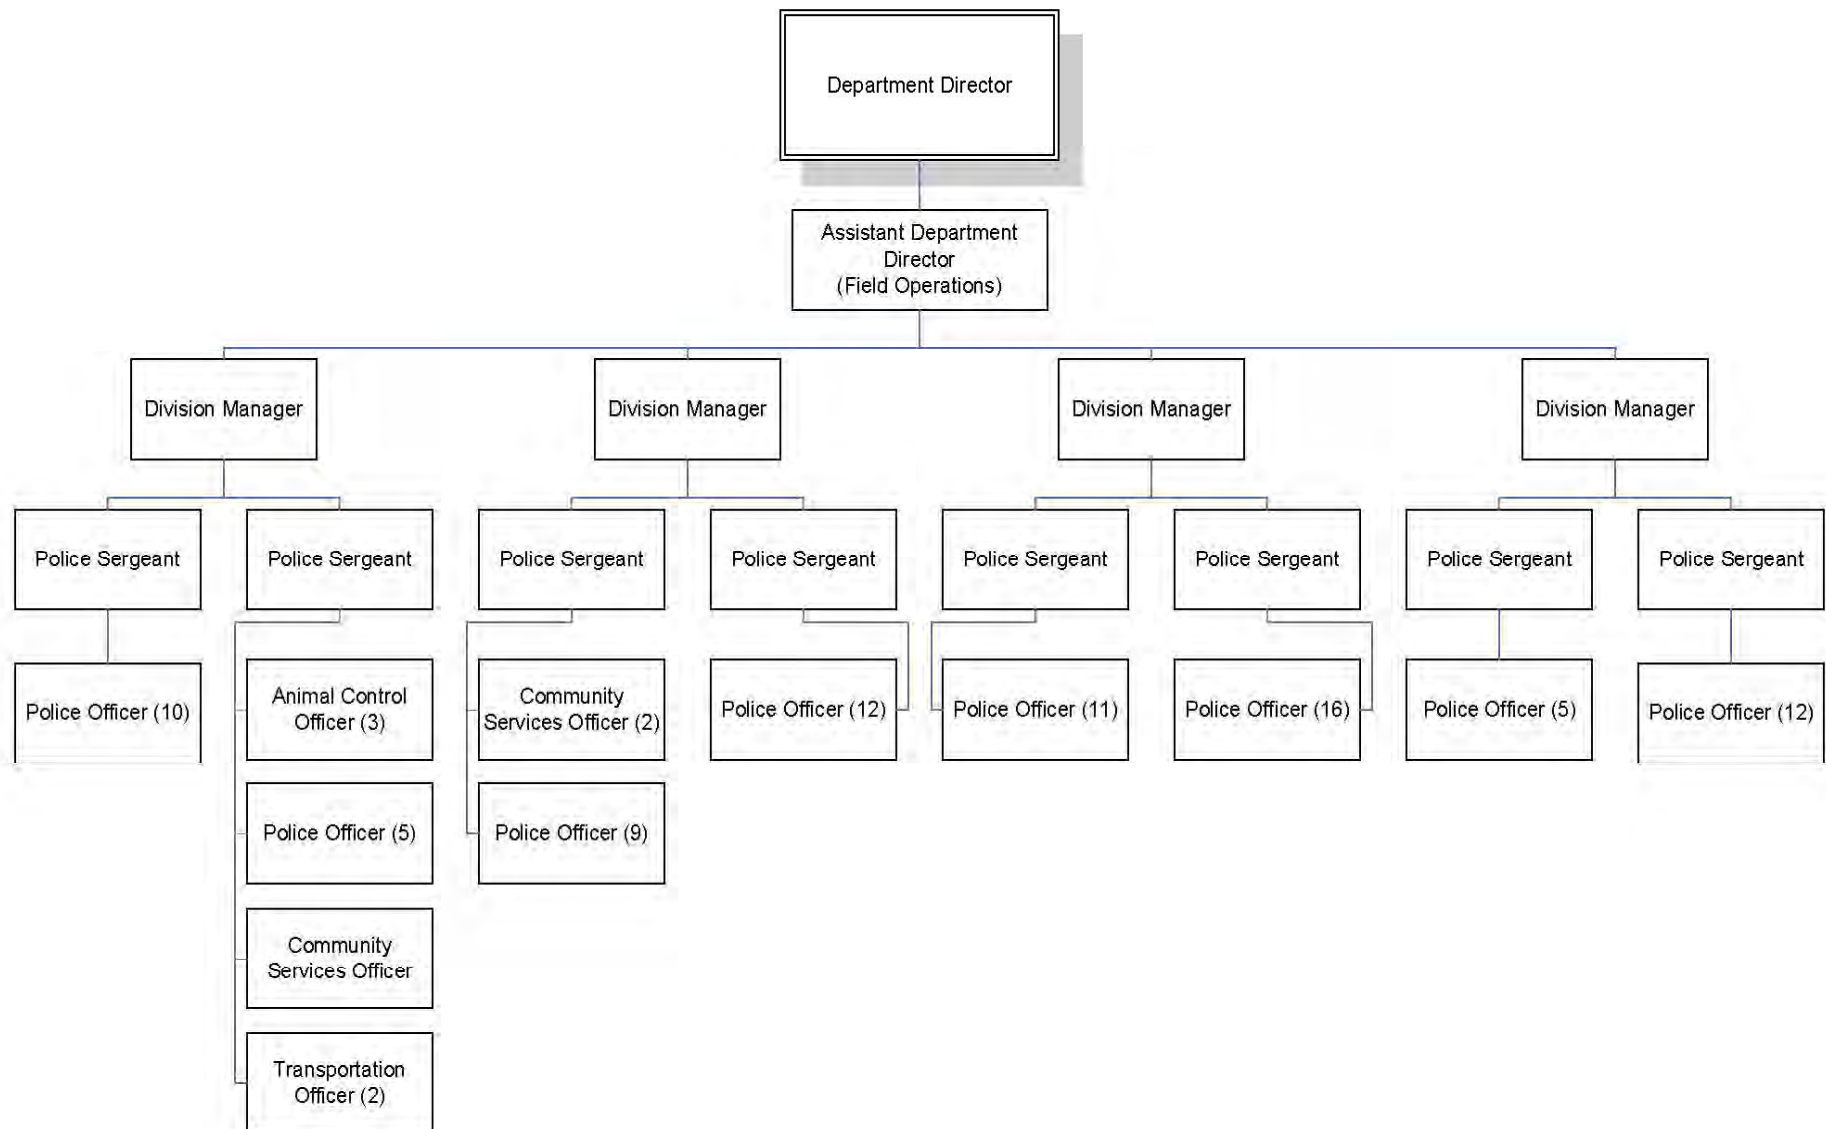 Department Director
Assistant Department
Director
(Field Operations)
Division Manager
Division Manager
Division Manager
Division Manager
Police Sergeant
Police Sergeant
Police Sergeant
Police Sergeant
Police Sergeant
Police Sergeant
Police Sergeant
Police Sergeant
Police Officer (10)
Animal Control
Officer (3)
Community
Services Officer (2)
Police Officer (12)
Police Officer (11)
Police Officer (16)
Police Officer (5)
Police Officer (12)
Police Officer (5)
Police Officer (9)
Community
Services Officer
Transportation
Officer (2)